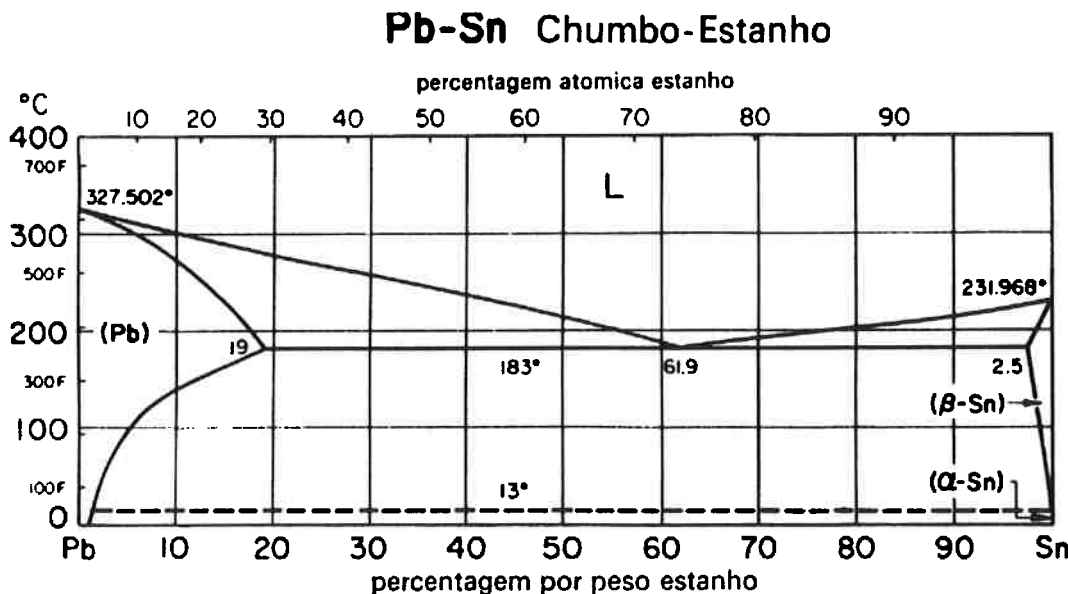 Pb-Sn Chumbo-Estanho
percentagem atomica estanho
°C
10 20 30 40 50 60 70 80 90
400
700F
L
327.502°
300
500F
231.968°
200
(Pb)
19
183°
61.9
2.5
300F
(β-Sn)
100
100F
13°
(α-Sn)
0
Pb 10 20 30 40 50 60 70 80 90 Sn
percentagem por peso estanho